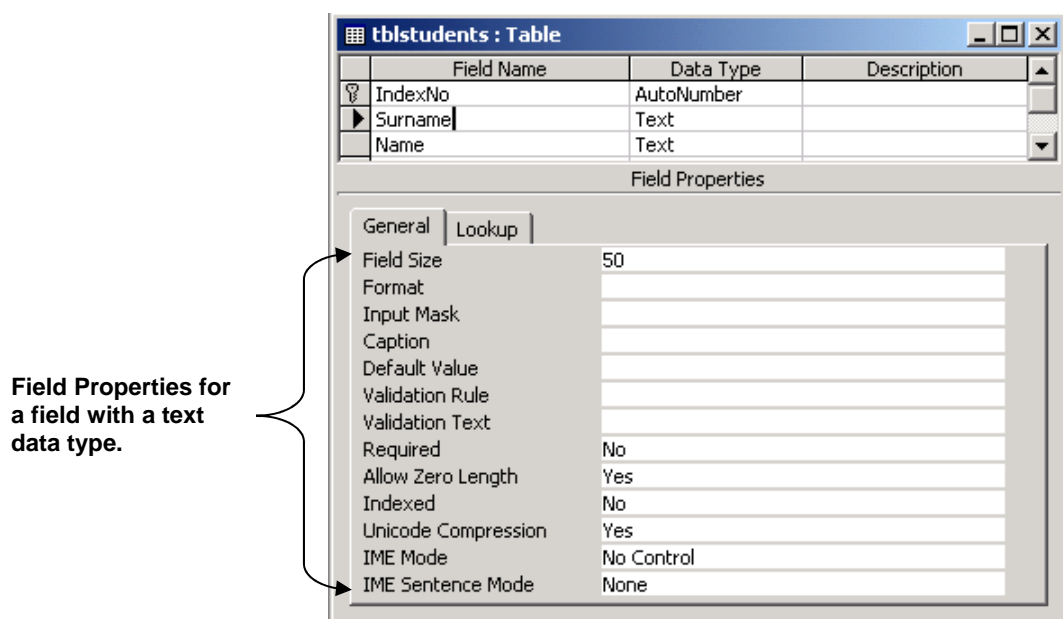 tblstudents : Table
Field Name Data Type Description
IndexNo AutoNumber
Surname Text
Name Text
Field Properties
General Lookup
Field Size 50
Format
Input Mask
Caption
Default Value
Validation Rule
Validation Text
Required No
Allow Zero Length Yes
Indexed No
Unicode Compression Yes
IME Mode No Control
IME Sentence Mode None
Field Properties for
a field with a text
data type.